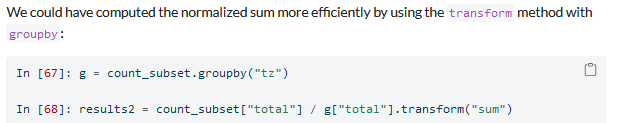 We could have computed the normalized sum more efficiently by using the transform method with
groupby:
In [67]: g = count_subset.groupby("tz")
In [68]: results2 = count_subset["total"] / g["total"].transform("sum")